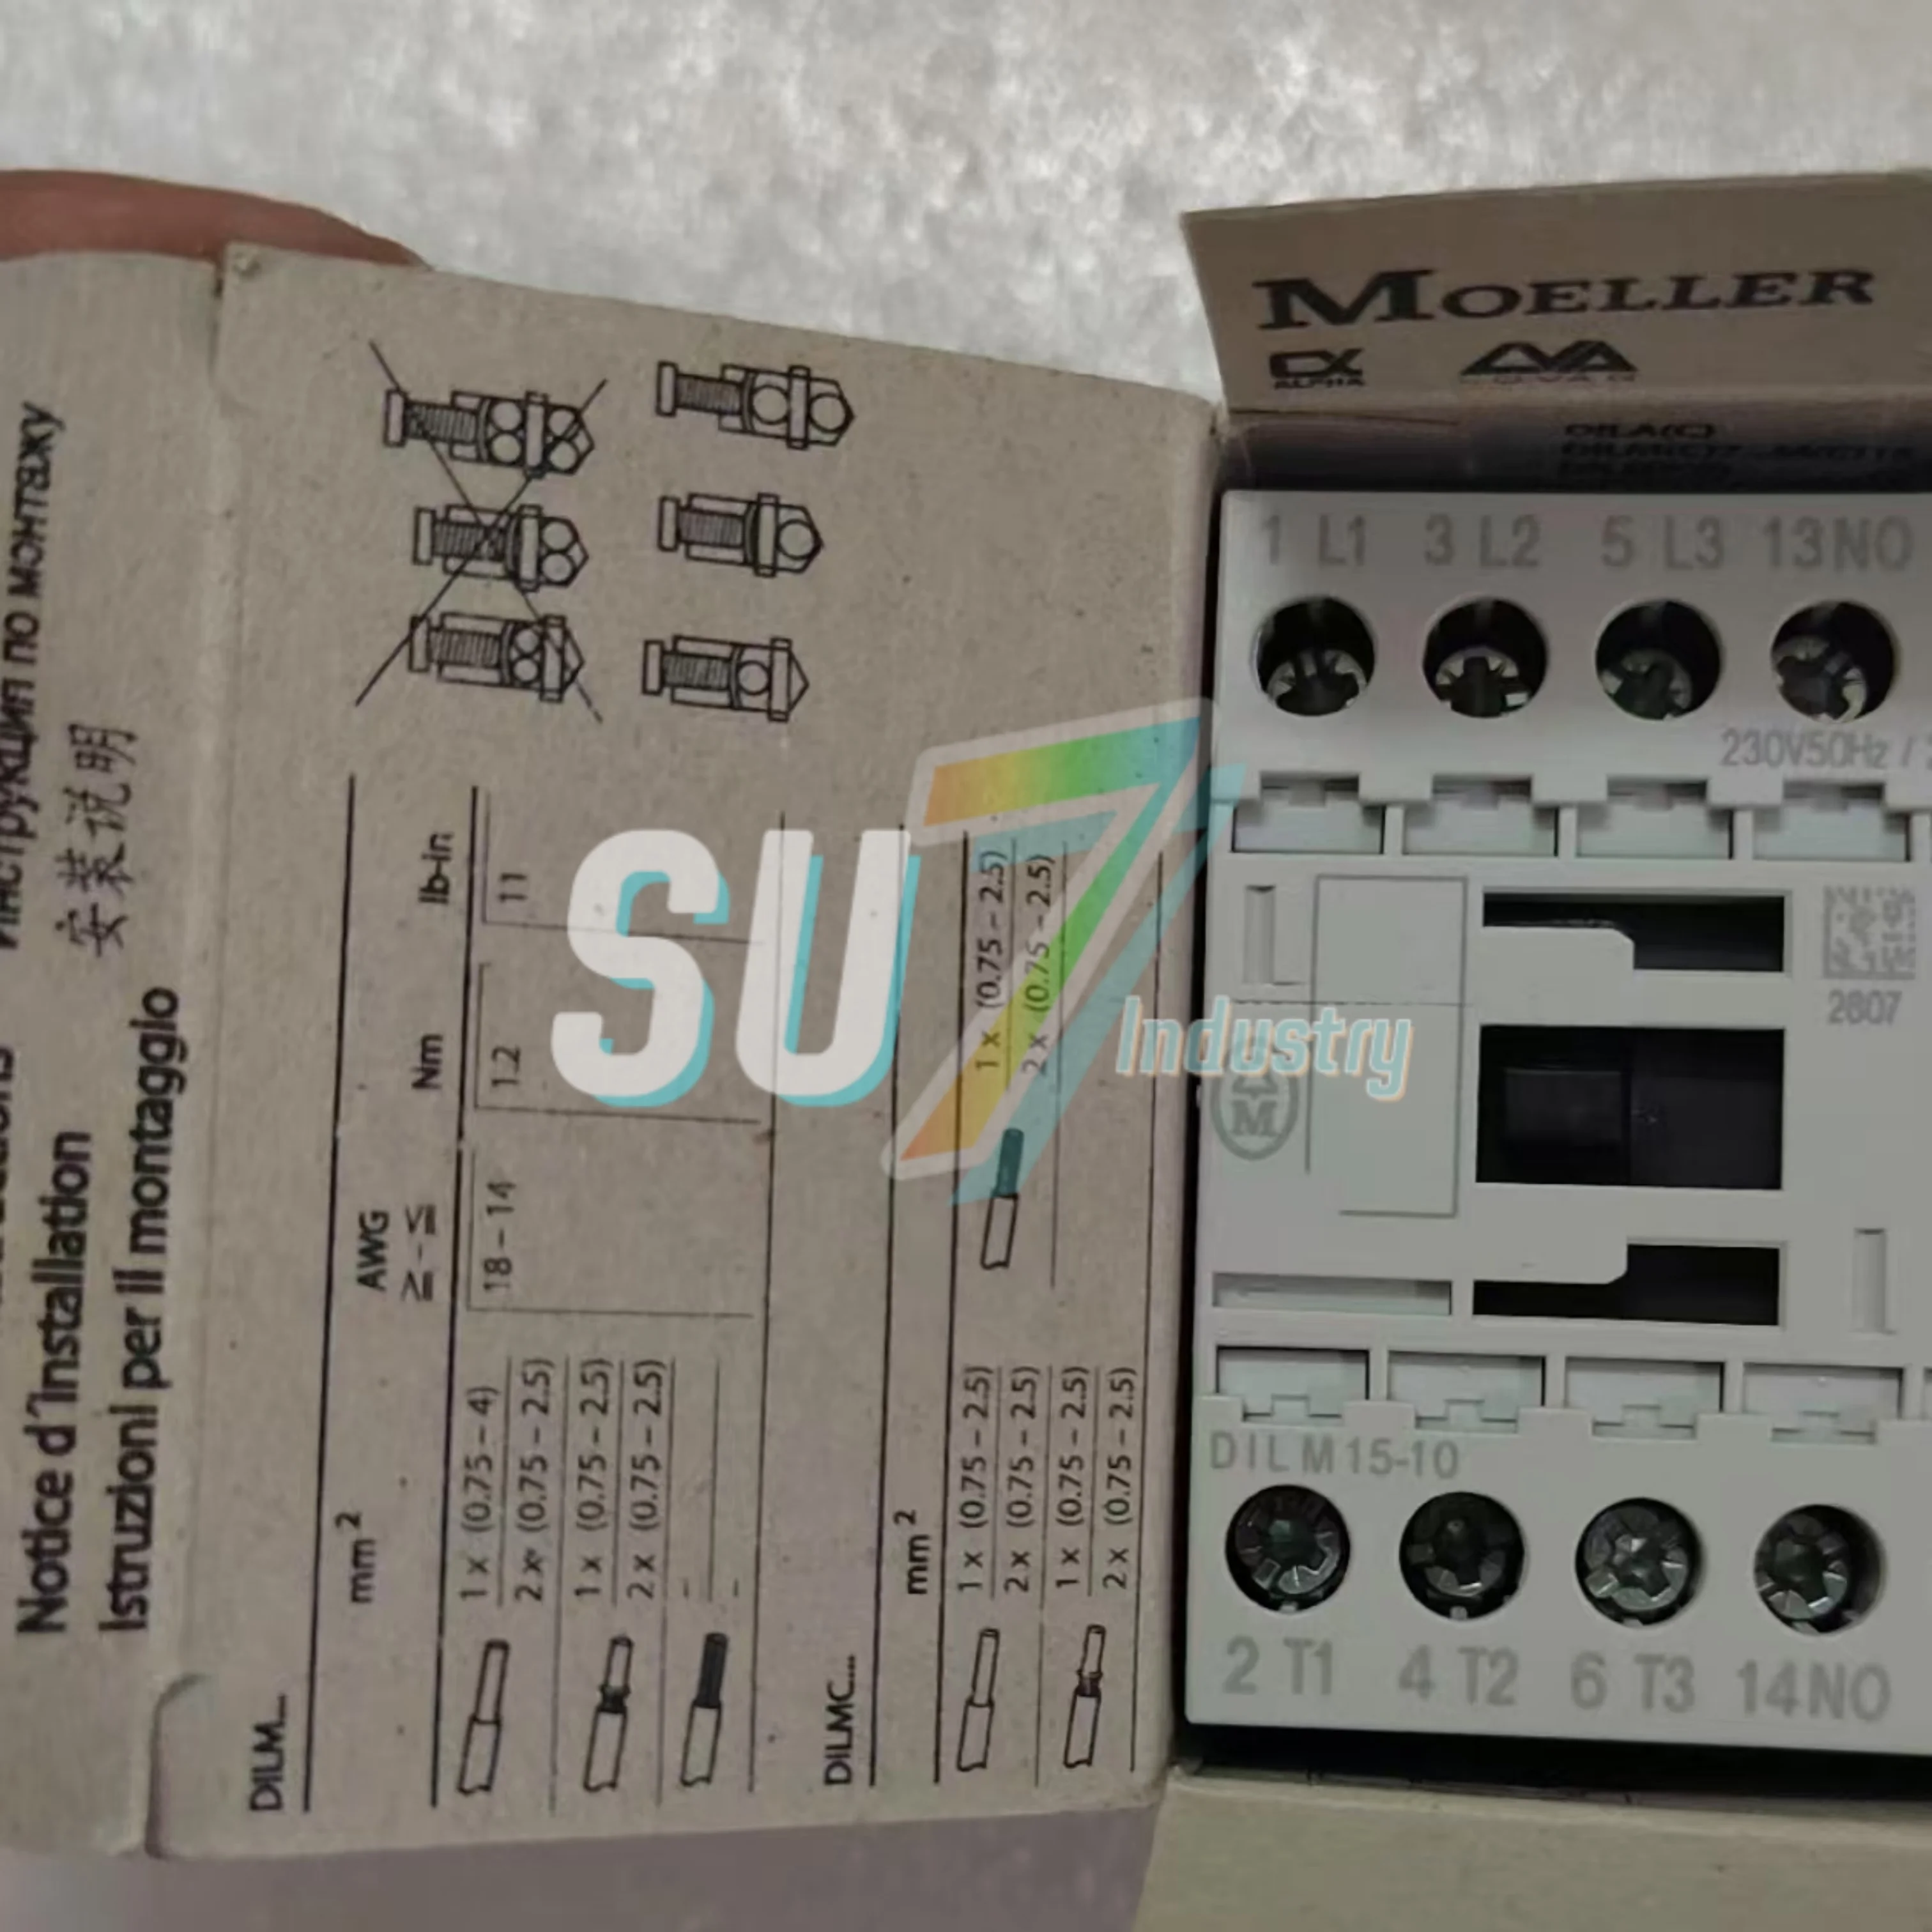 Инструкция по монтажу
安装说明
Notice d´installation
Istruzioni per il montaggio
DILM...
mm²
AWG
≧ - ≦
Nm
lb-in
1 x (0.75 – 4)
2 x (0.75 – 2.5)
18 – 14
1.2
11
1 x (0.75 – 2.5)
2 x (0.75 – 2.5)
–
–
DILMC...
mm²
1 x (0.75 – 2.5)
2 x (0.75 – 2.5)
1 x (0.75 – 2.5)
2 x (0.75 – 2.5)
1 x (0.75 – 2.5)
2 x (0.75 – 2.5)
SU7
Industry
MOELLER
ALPHA
DILA(C)
1 L1 3 L2 5 L3 13NO
230V50Hz /
2607
M
DILM15-10
2 T1 4 T2 6 T3 14NO